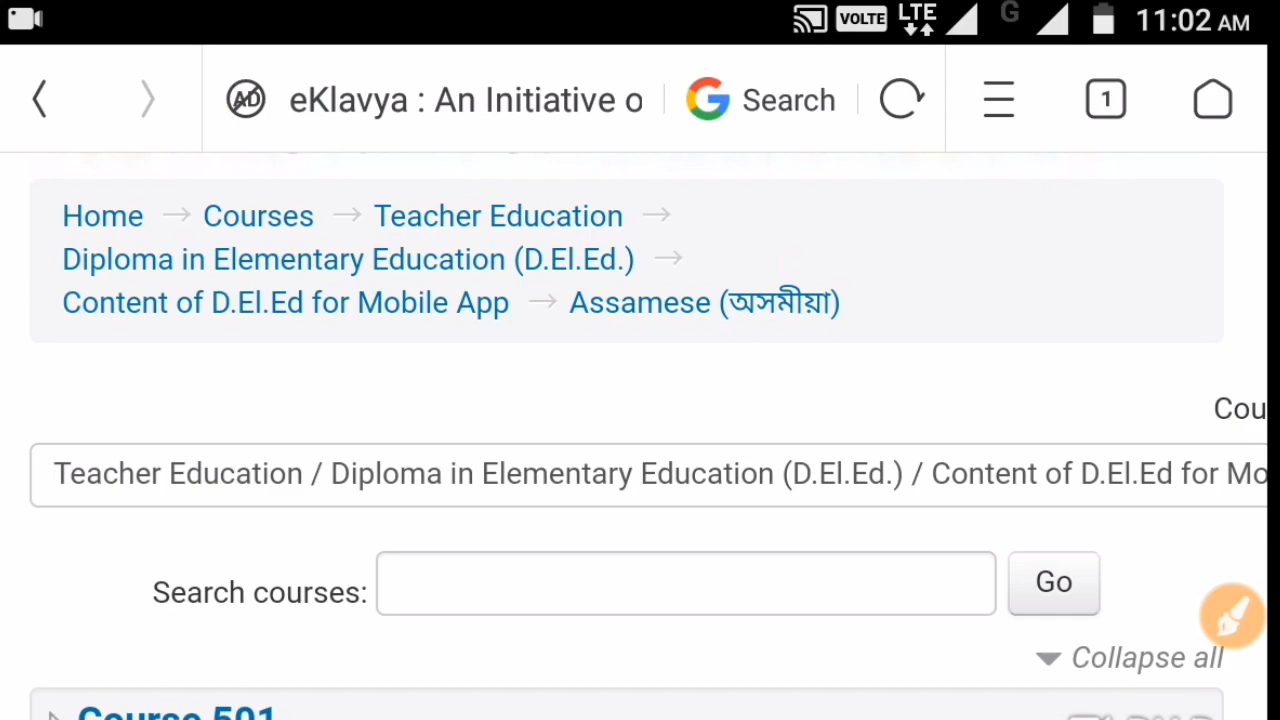 VOLTE LTE G 11:02 AM
AD eKlavya : An Initiative o G Search 1
Home → Courses → Teacher Education →
Diploma in Elementary Education (D.El.Ed.) →
Content of D.El.Ed for Mobile App → Assamese (অসমীয়া)
Cou
Teacher Education / Diploma in Elementary Education (D.El.Ed.) / Content of D.El.Ed for Mo
Search courses: Go
Collapse all
Course 501